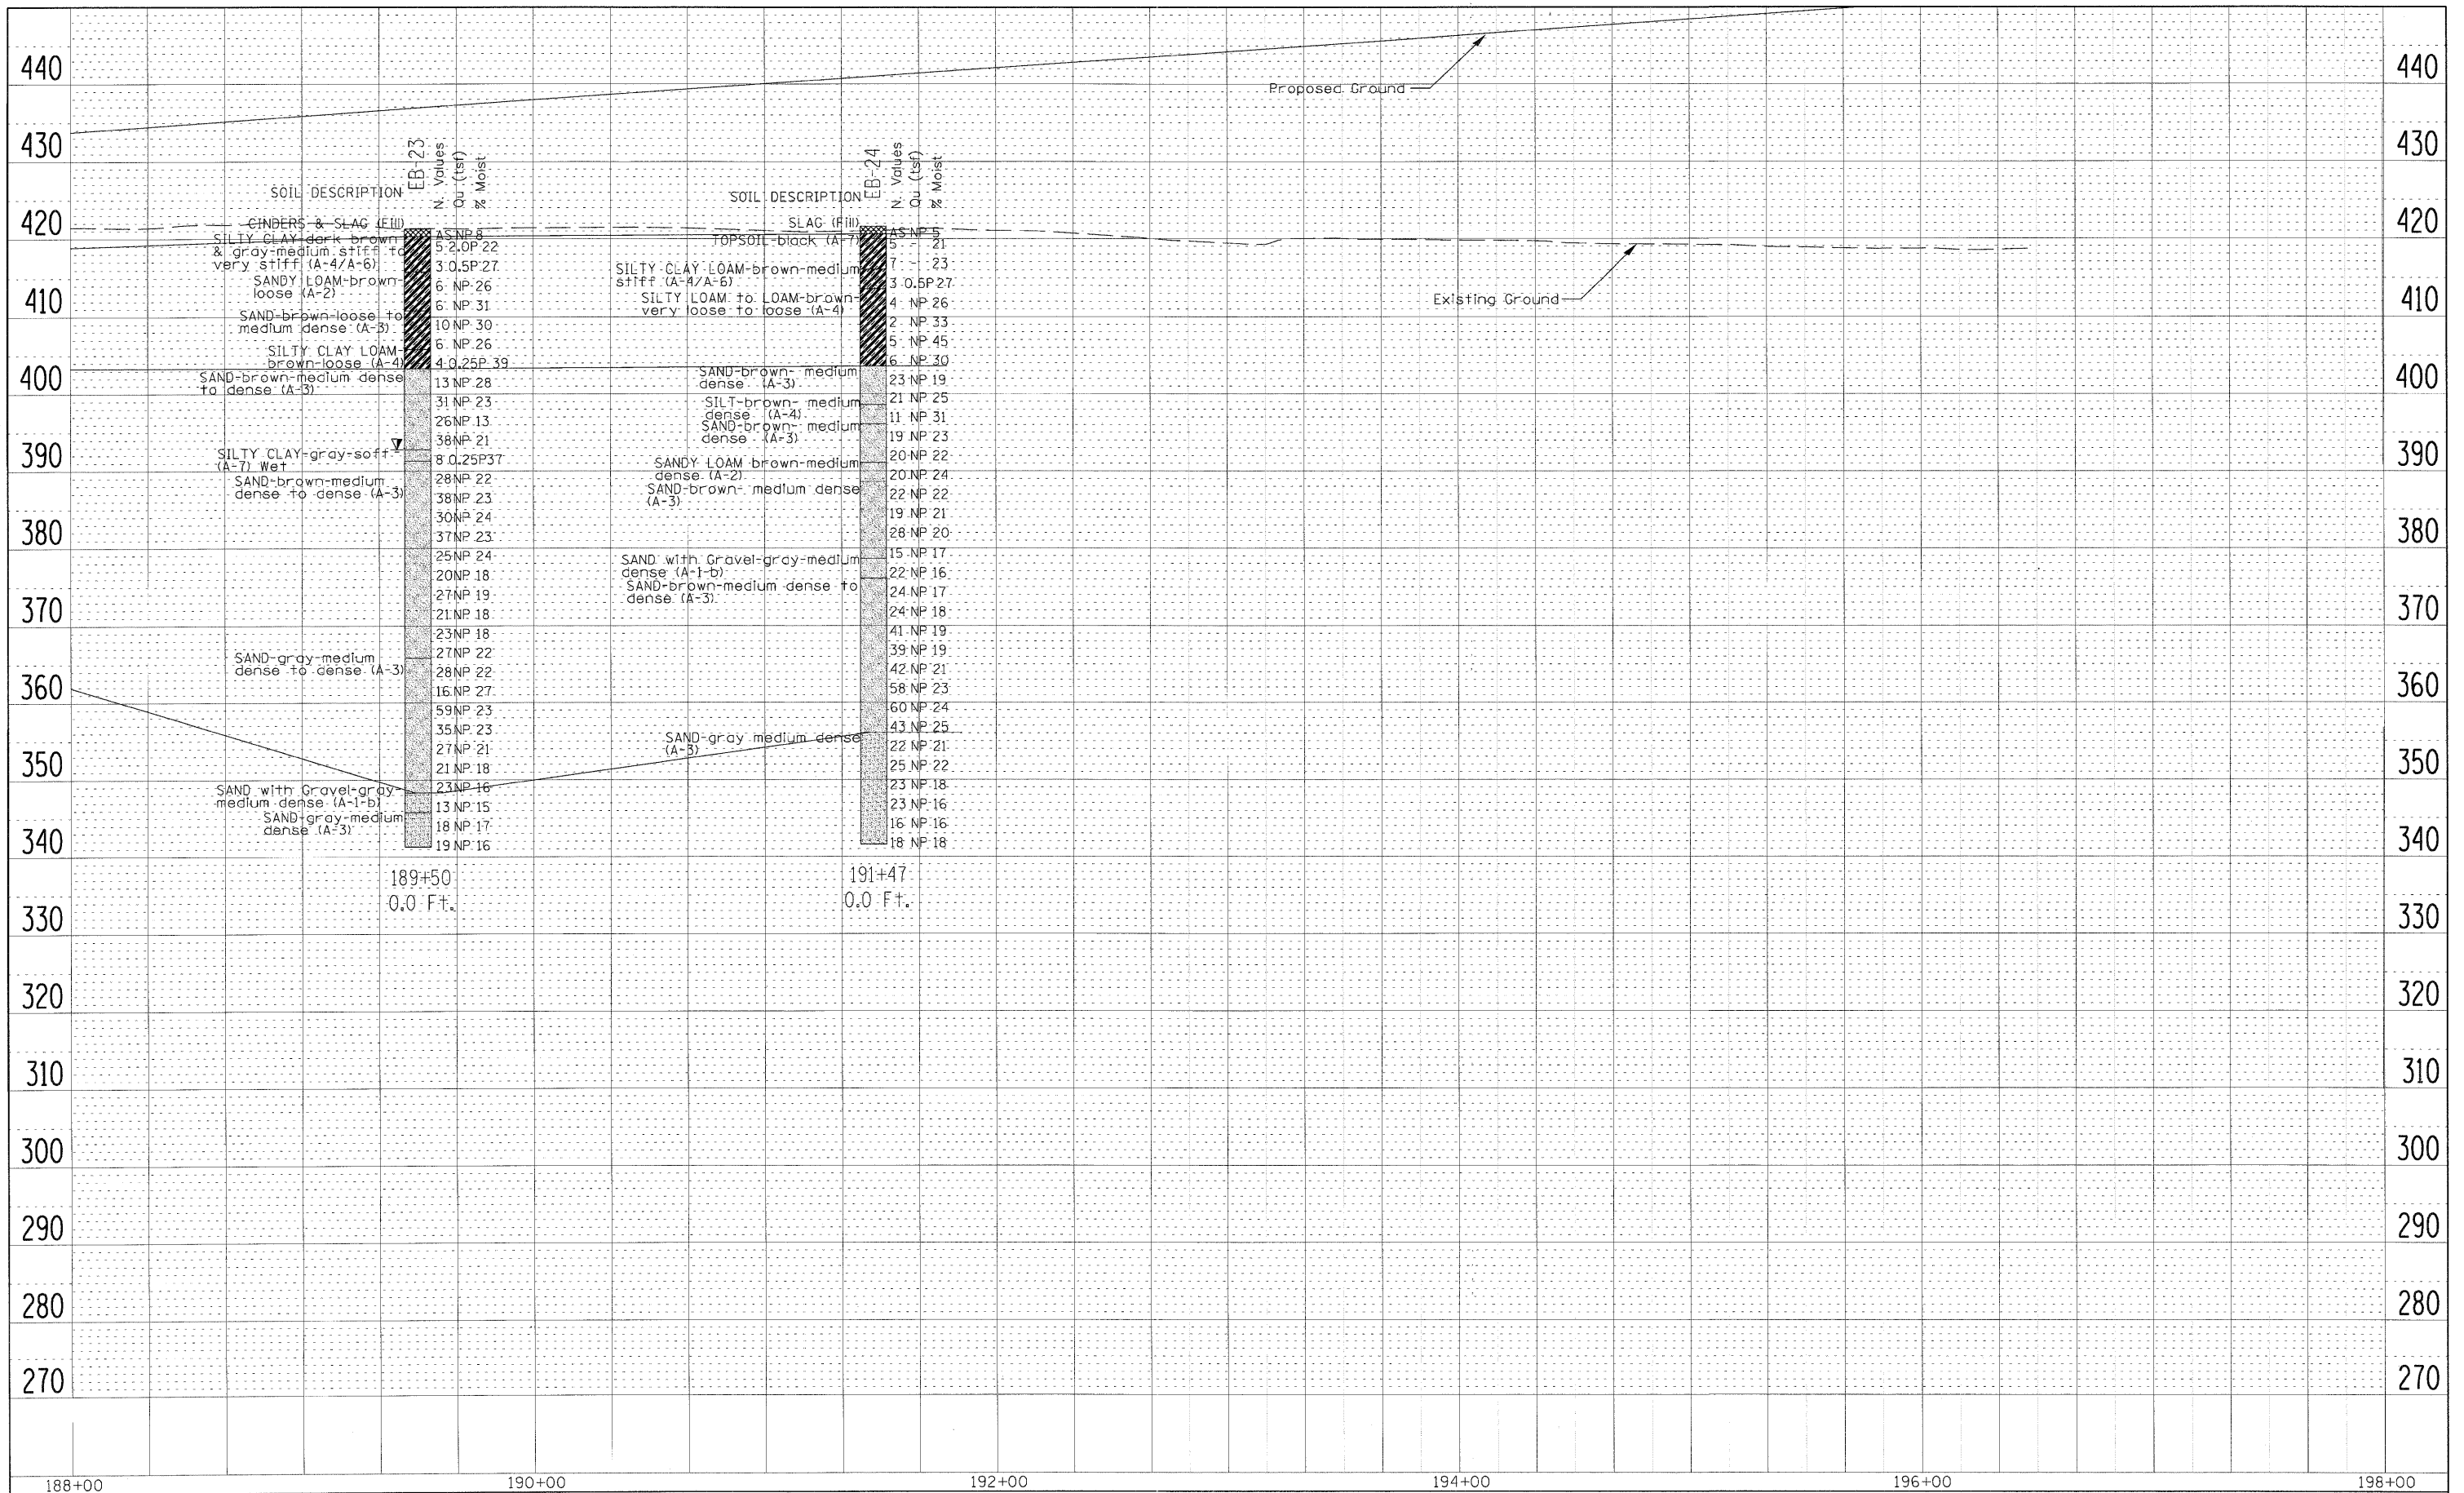 440
430
420
410
400
390
380
370
360
350
340
330
320
310
300
290
280
270
Proposed Ground
Existing Ground
SOIL DESCRIPTION
EB-23
N. Values
Qu (tsf)
% Moist
CINDERS & SLAG (Fill)
SILTY CLAY-dark brown
& gray-medium stiff to
very stiff (A-4/A-6)
SANDY LOAM-brown-
loose (A-2)
SAND-brown-loose to
medium dense (A-3)
SILTY CLAY LOAM-
brown-loose (A-4)
SAND-brown-medium dense
to dense (A-3)
SILTY CLAY-gray-soft-
(A-7) Wet
SAND-brown-medium
dense to dense (A-3)
SAND-gray-medium
dense to dense (A-3)
SAND with Gravel-gray-
medium dense (A-1-b)
SAND-gray-medium
dense (A-3)
AS NP 8
5 2.0P 22
3 0.5P 27
6 NP 26
6 NP 31
10 NP 30
6 NP 26
4 0.25P 39
13 NP 28
31 NP 23
26 NP 13
38 NP 21
8 0.25P 37
28 NP 22
38 NP 23
30 NP 24
37 NP 23
25 NP 24
20 NP 18
27 NP 19
21 NP 18
23 NP 18
27 NP 22
28 NP 22
16 NP 27
59 NP 23
35 NP 23
27 NP 21
21 NP 18
23 NP 16
13 NP 15
18 NP 17
19 NP 16
189+50
0.0 Ft.
SOIL DESCRIPTION
EB-24
N. Values
Qu (tsf)
% Moist
SLAG (Fill)
TOPSOIL-black (A-7)
SILTY CLAY LOAM-brown-medium
stiff (A-4/A-6)
SILTY LOAM to LOAM-brown-
very loose to loose (A-4)
SAND-brown- medium
dense (A-3)
SILT-brown- medium
dense (A-4)
SAND-brown- medium
dense (A-3)
SANDY LOAM brown-medium
dense (A-2)
SAND-brown- medium dense
(A-3)
SAND with Gravel-gray-medium
dense (A-1-b)
SAND-brown-medium dense to
dense (A-3)
SAND-gray medium dense
(A-3)
AS NP 5
5 - 21
7 - 23
3 0.5P 27
4 NP 26
2 NP 33
5 NP 45
6 NP 30
23 NP 19
21 NP 25
11 NP 31
19 NP 23
20 NP 22
20 NP 24
22 NP 22
19 NP 21
28 NP 20
15 NP 17
22 NP 16
24 NP 17
24 NP 18
41 NP 19
39 NP 19
42 NP 21
58 NP 23
60 NP 24
43 NP 25
22 NP 21
25 NP 22
23 NP 18
23 NP 16
16 NP 16
18 NP 18
191+47
0.0 Ft.
440
430
420
410
400
390
380
370
360
350
340
330
320
310
300
290
280
270
188+00
190+00
192+00
194+00
196+00
198+00